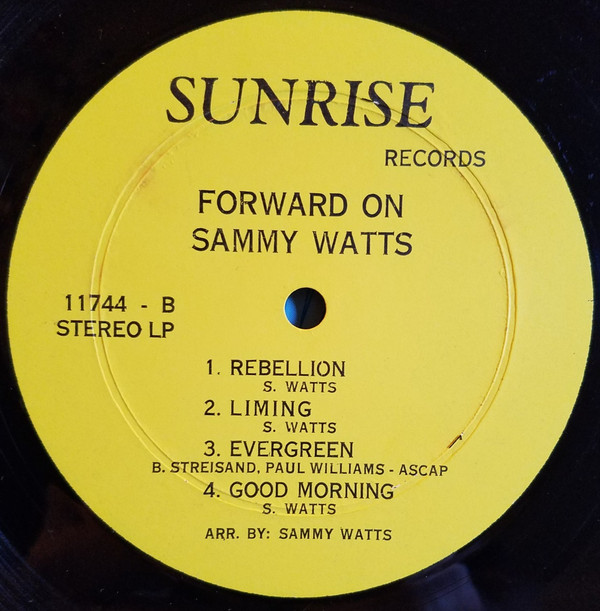 SUNRISE
RECORDS
FORWARD ON
SAMMY WATTS
11744 - B
STEREO LP
1. REBELLION
S. WATTS
2. LIMING
S. WATTS
3. EVERGREEN
B. STREISAND, PAUL WILLIAMS - ASCAP
4. GOOD MORNING
S. WATTS
ARR. BY: SAMMY WATTS